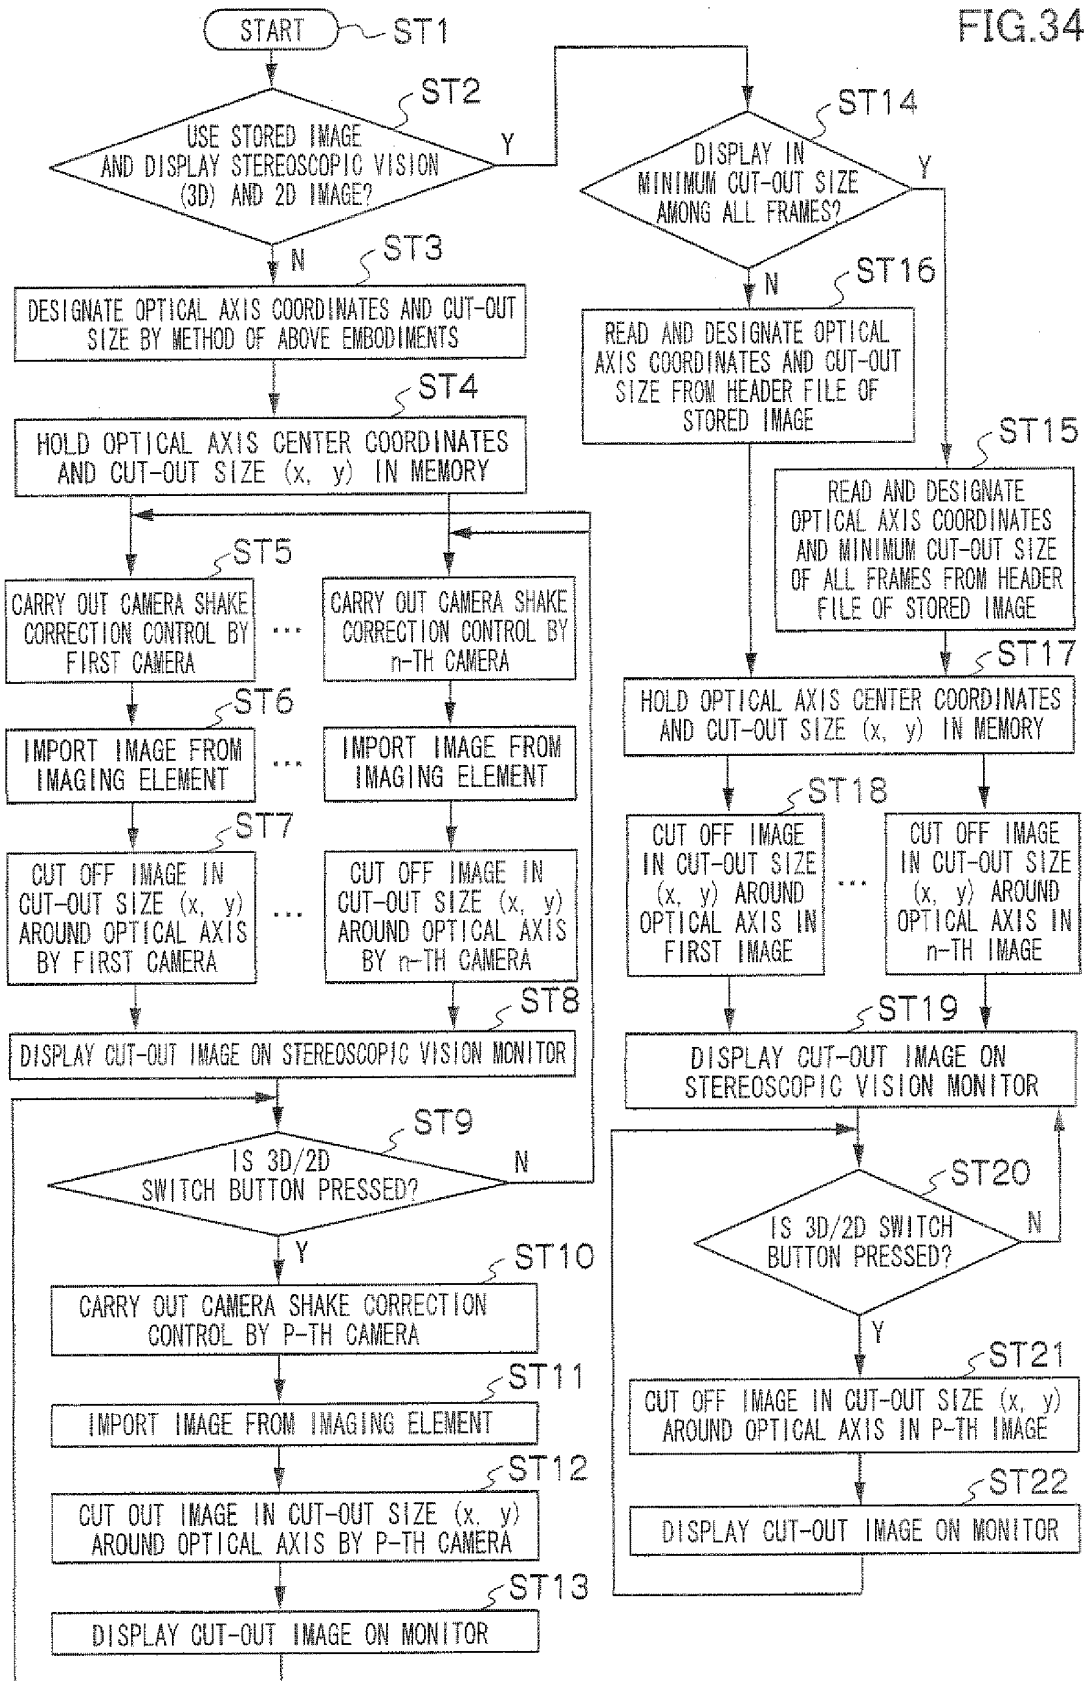 FIG.34
START
ST1
ST2
USE STORED IMAGE
AND DISPLAY STEREOSCOPIC VISION
(3D) AND 2D IMAGE?
Y
N
ST3
DESIGNATE OPTICAL AXIS COORDINATES AND CUT-OUT
SIZE BY METHOD OF ABOVE EMBODIMENTS
ST4
HOLD OPTICAL AXIS CENTER COORDINATES
AND CUT-OUT SIZE (x, y) IN MEMORY
ST5
CARRY OUT CAMERA SHAKE
CORRECTION CONTROL BY
FIRST CAMERA
...
CARRY OUT CAMERA SHAKE
CORRECTION CONTROL BY
n-TH CAMERA
ST6
IMPORT IMAGE FROM
IMAGING ELEMENT
...
IMPORT IMAGE FROM
IMAGING ELEMENT
ST7
CUT OFF IMAGE IN
CUT-OUT SIZE (x, y)
AROUND OPTICAL AXIS
BY FIRST CAMERA
...
CUT OFF IMAGE IN
CUT-OUT SIZE (x, y)
AROUND OPTICAL AXIS
BY n-TH CAMERA
ST8
DISPLAY CUT-OUT IMAGE ON STEREOSCOPIC VISION MONITOR
ST9
IS 3D/2D
SWITCH BUTTON PRESSED?
N
Y
ST10
CARRY OUT CAMERA SHAKE CORRECTION
CONTROL BY P-TH CAMERA
ST11
IMPORT IMAGE FROM IMAGING ELEMENT
ST12
CUT OUT IMAGE IN CUT-OUT SIZE (x. y)
AROUND OPTICAL AXIS BY P-TH CAMERA
ST13
DISPLAY CUT-OUT IMAGE ON MONITOR
ST14
DISPLAY IN
MINIMUM CUT-OUT SIZE
AMONG ALL FRAMES?
Y
N
ST16
READ AND DESIGNATE OPTICAL
AXIS COORDINATES AND CUT-OUT
SIZE FROM HEADER FILE OF
STORED IMAGE
ST15
READ AND DESIGNATE
OPTICAL AXIS COORDINATES
AND MINIMUM CUT-OUT SIZE
OF ALL FRAMES FROM HEADER
FILE OF STORED IMAGE
ST17
HOLD OPTICAL AXIS CENTER COORDINATES
AND CUT-OUT SIZE (x, y) IN MEMORY
ST18
CUT OFF IMAGE
IN CUT-OUT SIZE
(x, y) AROUND
OPTICAL AXIS IN
FIRST IMAGE
...
CUT OFF IMAGE
IN CUT-OUT SIZE
(x, y) AROUND
OPTICAL AXIS IN
n-TH IMAGE
ST19
DISPLAY CUT-OUT IMAGE ON
STEREOSCOPIC VISION MONITOR
ST20
IS 3D/2D SWITCH
BUTTON PRESSED?
N
Y
ST21
CUT OFF IMAGE IN CUT-OUT SIZE (x, y)
AROUND OPTICAL AXIS IN P-TH IMAGE
ST22
DISPLAY CUT-OUT IMAGE ON MONITOR